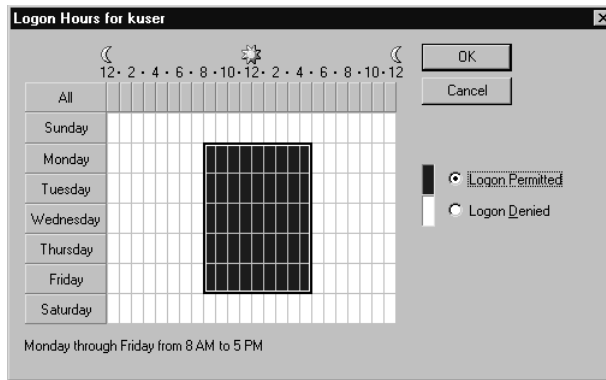 Logon Hours for kuser
12 · 2 · 4 · 6 · 8 · 10 · 12 · 2 · 4 · 6 · 8 · 10 · 12
OK
Cancel
All
Sunday
Monday
Tuesday
Wednesday
Thursday
Friday
Saturday
Logon Permitted
Logon Denied
Monday through Friday from 8 AM to 5 PM